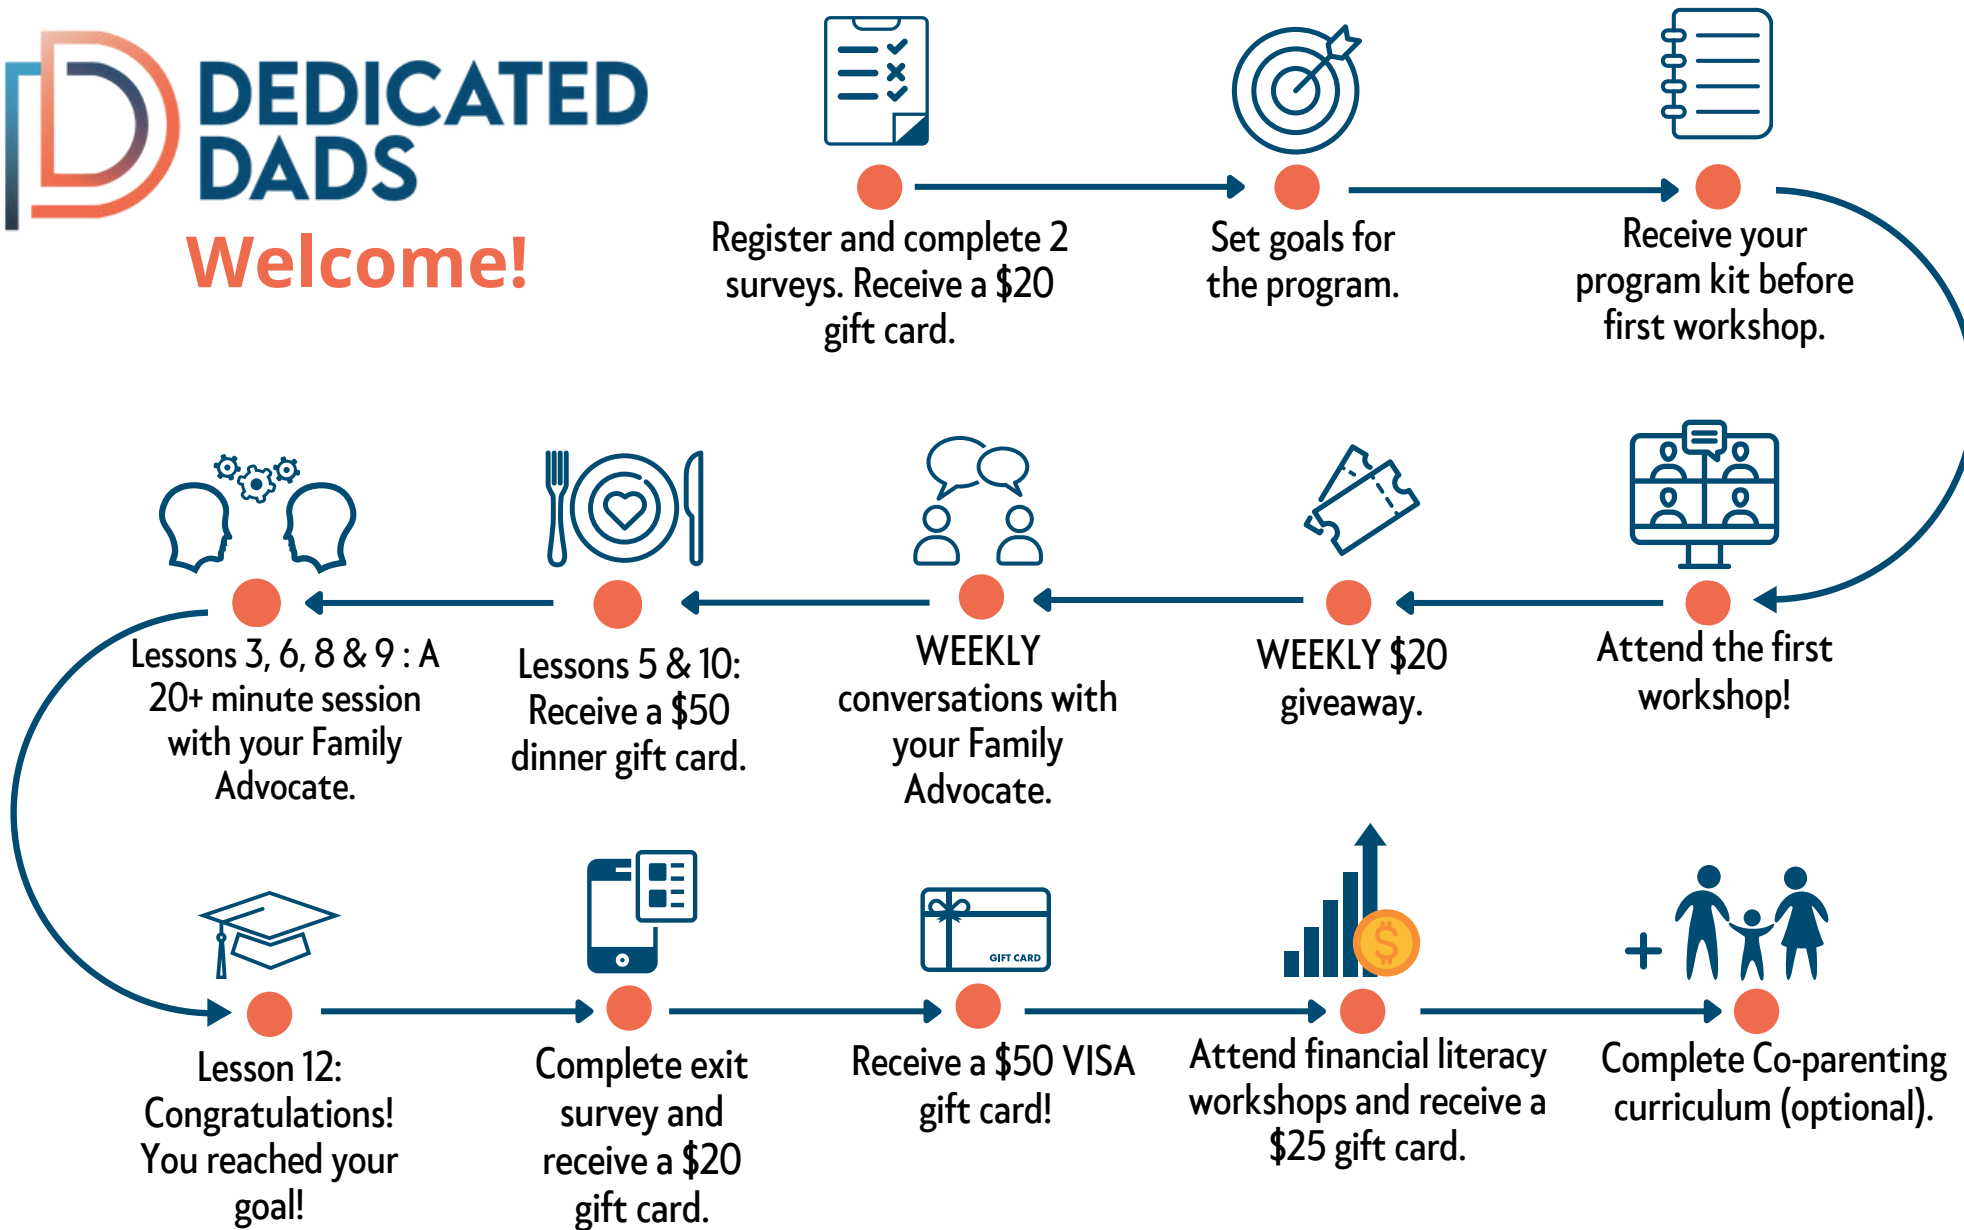 DEDICATED
DADS
Welcome!
Register and complete 2
surveys. Receive a $20
gift card.
Set goals for
the program.
Receive your
program kit before
first workshop.
Attend the first
workshop!
WEEKLY $20
giveaway.
WEEKLY
conversations with
your Family
Advocate.
Lessons 5 & 10:
Receive a $50
dinner gift card.
Lessons 3, 6, 8 & 9 : A
20+ minute session
with your Family
Advocate.
Lesson 12:
Congratulations!
You reached your
goal!
Complete exit
survey and
receive a $20
gift card.
GIFT CARD
Receive a $50 VISA
gift card!
$
Attend financial literacy
workshops and receive a
$25 gift card.
+
Complete Co-parenting
curriculum (optional).